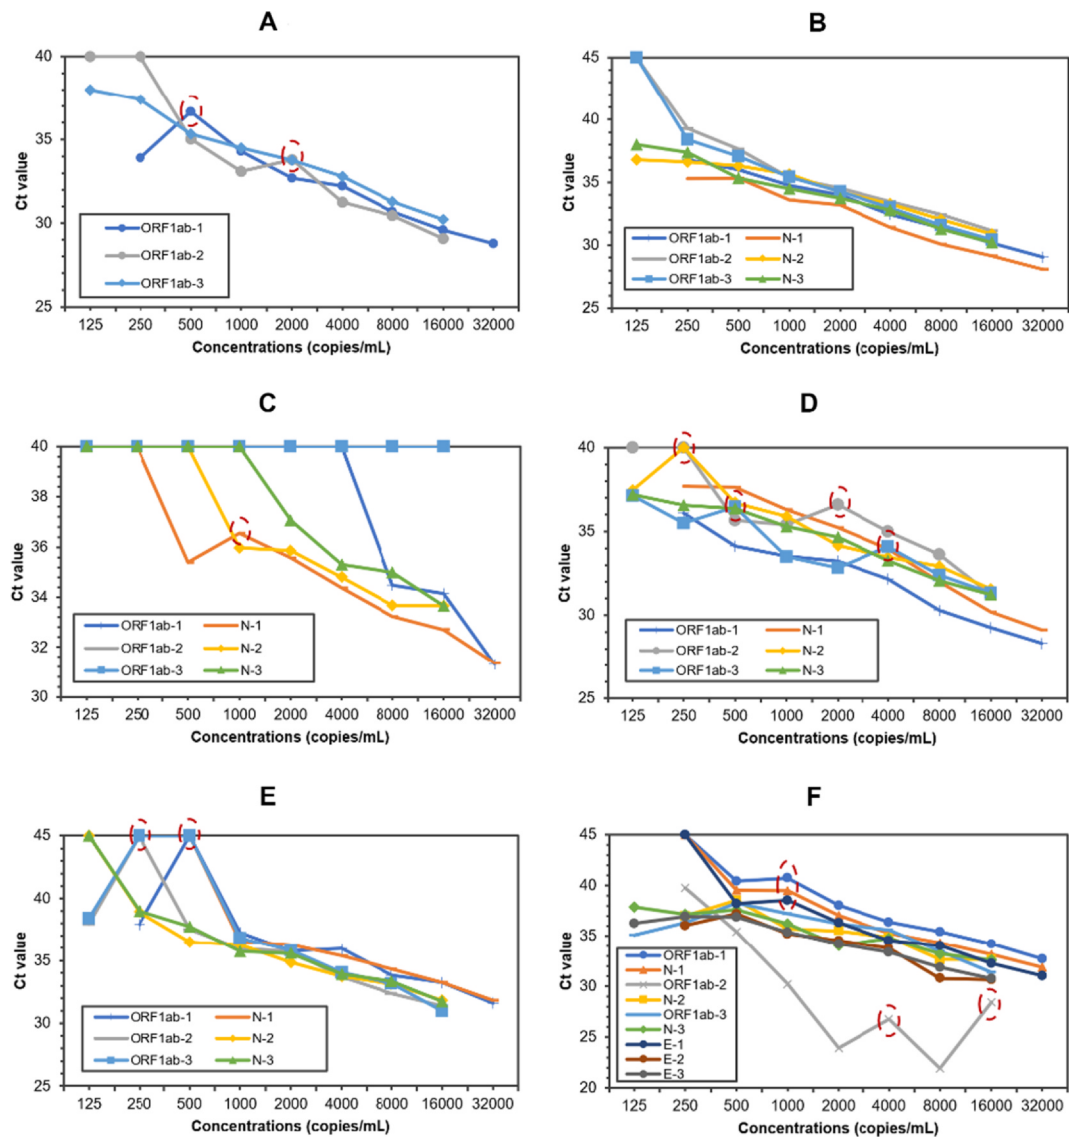 A
40
35
30
25
Ct value
ORF1ab-1
ORF1ab-2
ORF1ab-3
125 250 500 1000 2000 4000 8000 16000 32000
Concentrations (copies/mL)
B
45
40
35
30
25
Ct value
ORF1ab-1 N-1
ORF1ab-2 N-2
ORF1ab-3 N-3
125 250 500 1000 2000 4000 8000 16000 32000
Concentrations (copies/mL)
C
40
38
36
34
32
30
Ct value
ORF1ab-1 N-1
ORF1ab-2 N-2
ORF1ab-3 N-3
125 250 500 1000 2000 4000 8000 16000 32000
Concentrations (copies/mL)
D
40
35
30
25
Ct value
ORF1ab-1 N-1
ORF1ab-2 N-2
ORF1ab-3 N-3
125 250 500 1000 2000 4000 8000 16000 32000
Concentrations (copies/mL)
E
45
40
35
30
25
Ct value
ORF1ab-1 N-1
ORF1ab-2 N-2
ORF1ab-3 N-3
125 250 500 1000 2000 4000 8000 16000 32000
Concentrations (copies/mL)
F
45
40
35
30
25
20
Ct value
ORF1ab-1
N-1
ORF1ab-2
N-2
ORF1ab-3
N-3
E-1
E-2
E-3
125 250 500 1000 2000 4000 8000 16000 32000
Concentrations (copies/mL)